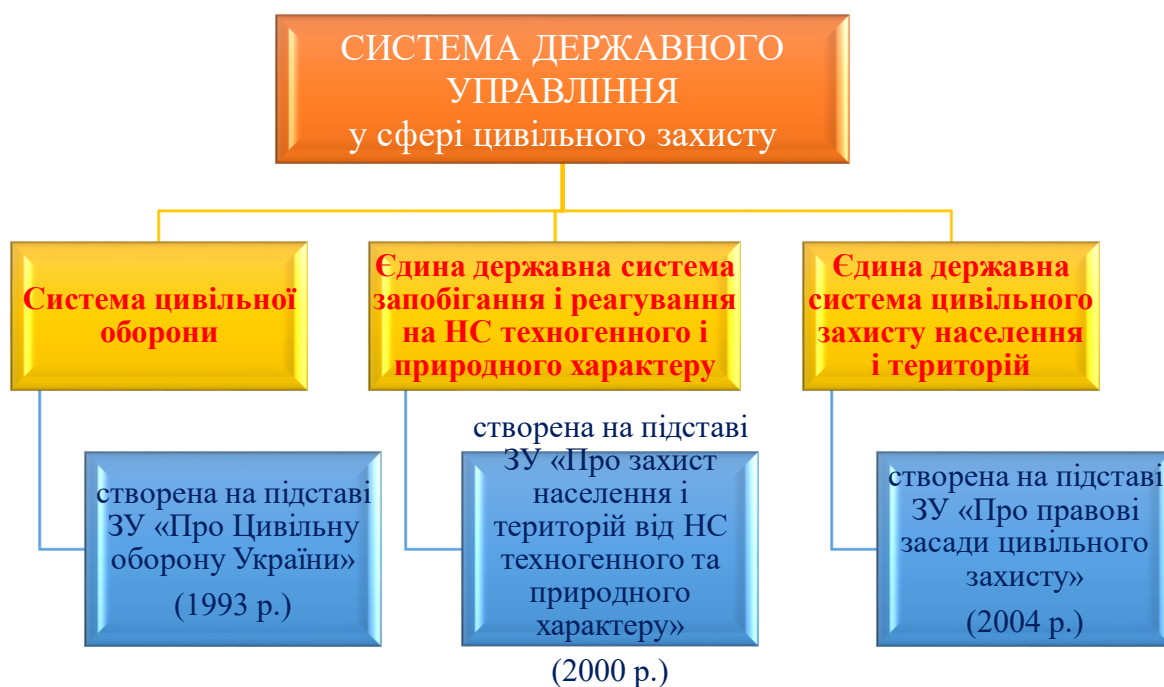 СИСТЕМА ДЕРЖАВНОГО
УПРАВЛІННЯ
у сфері цивільного захисту
Система цивільної
оборони
Єдина державна система
запобігання і реагування
на НС техногенного і
природного характеру
Єдина державна
система цивільного
захисту населення
і територій
створена на підставі
ЗУ «Про Цивільну
оборону України»
(1993 р.)
створена на підставі
ЗУ «Про захист
населення і
територій від НС
техногенного та
природного
характеру»
(2000 р.)
створена на підставі
ЗУ «Про правові
засади цивільного
захисту»
(2004 р.)